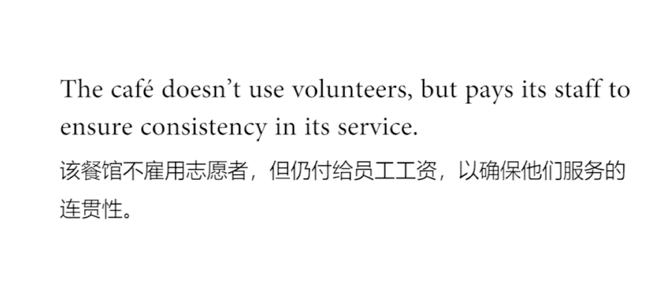 The café doesn’t use volunteers, but pays its staff to
ensure consistency in its service.
该餐馆不雇用志愿者，但仍付给员工工资，以确保他们服务的
连贯性。